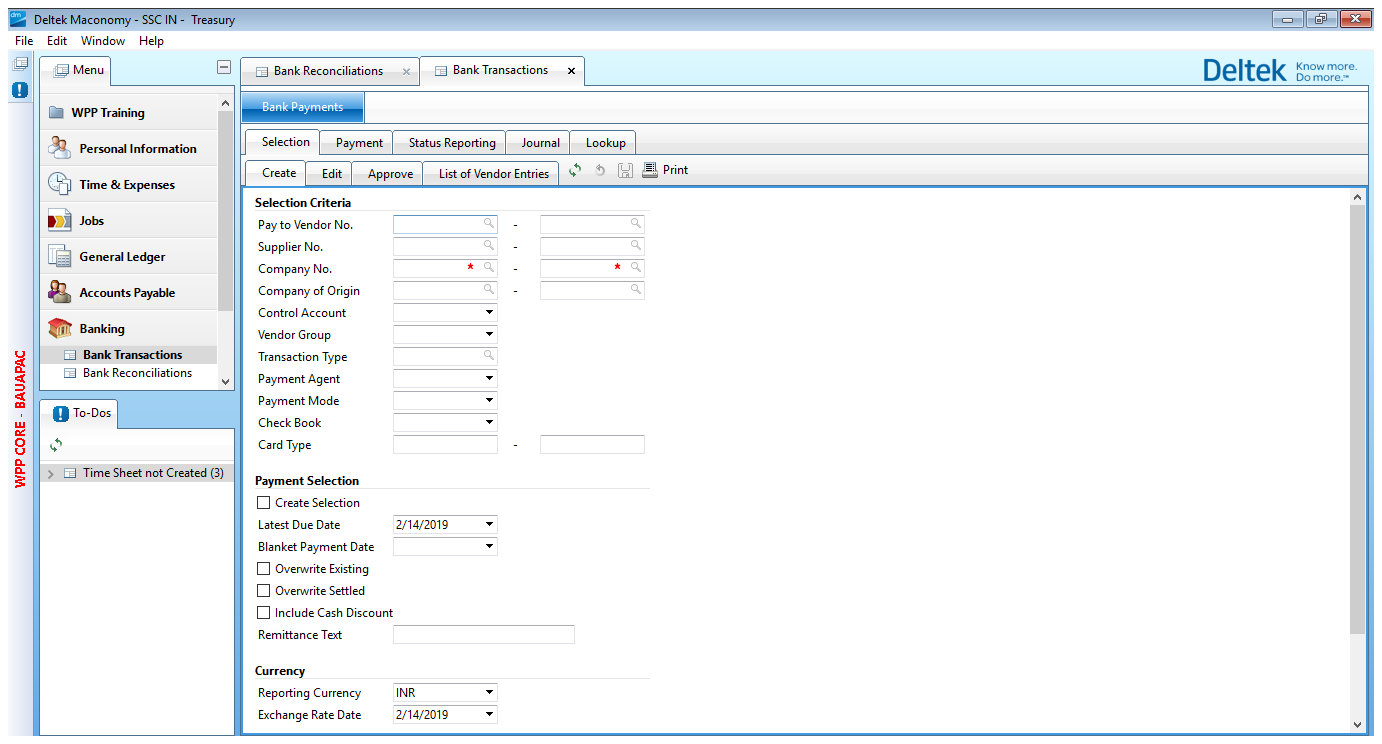 Deltek Maconomy - SSC IN - Treasury
File Edit Window Help
Menu
Bank Reconciliations
Bank Transactions
Deltek Know more. Do more.™
WPP Training
Personal Information
Time & Expenses
Jobs
General Ledger
Accounts Payable
Banking
Bank Transactions
Bank Reconciliations
WPP CORE - BAUAPAC
To-Dos
Time Sheet not Created (3)
Bank Payments
Selection Payment Status Reporting Journal Lookup
Create Edit Approve List of Vendor Entries Print
Selection Criteria
Pay to Vendor No. -
Supplier No. -
Company No. * - *
Company of Origin -
Control Account
Vendor Group
Transaction Type
Payment Agent
Payment Mode
Check Book
Card Type -
Payment Selection
Create Selection
Latest Due Date 2/14/2019
Blanket Payment Date
Overwrite Existing
Overwrite Settled
Include Cash Discount
Remittance Text
Currency
Reporting Currency INR
Exchange Rate Date 2/14/2019